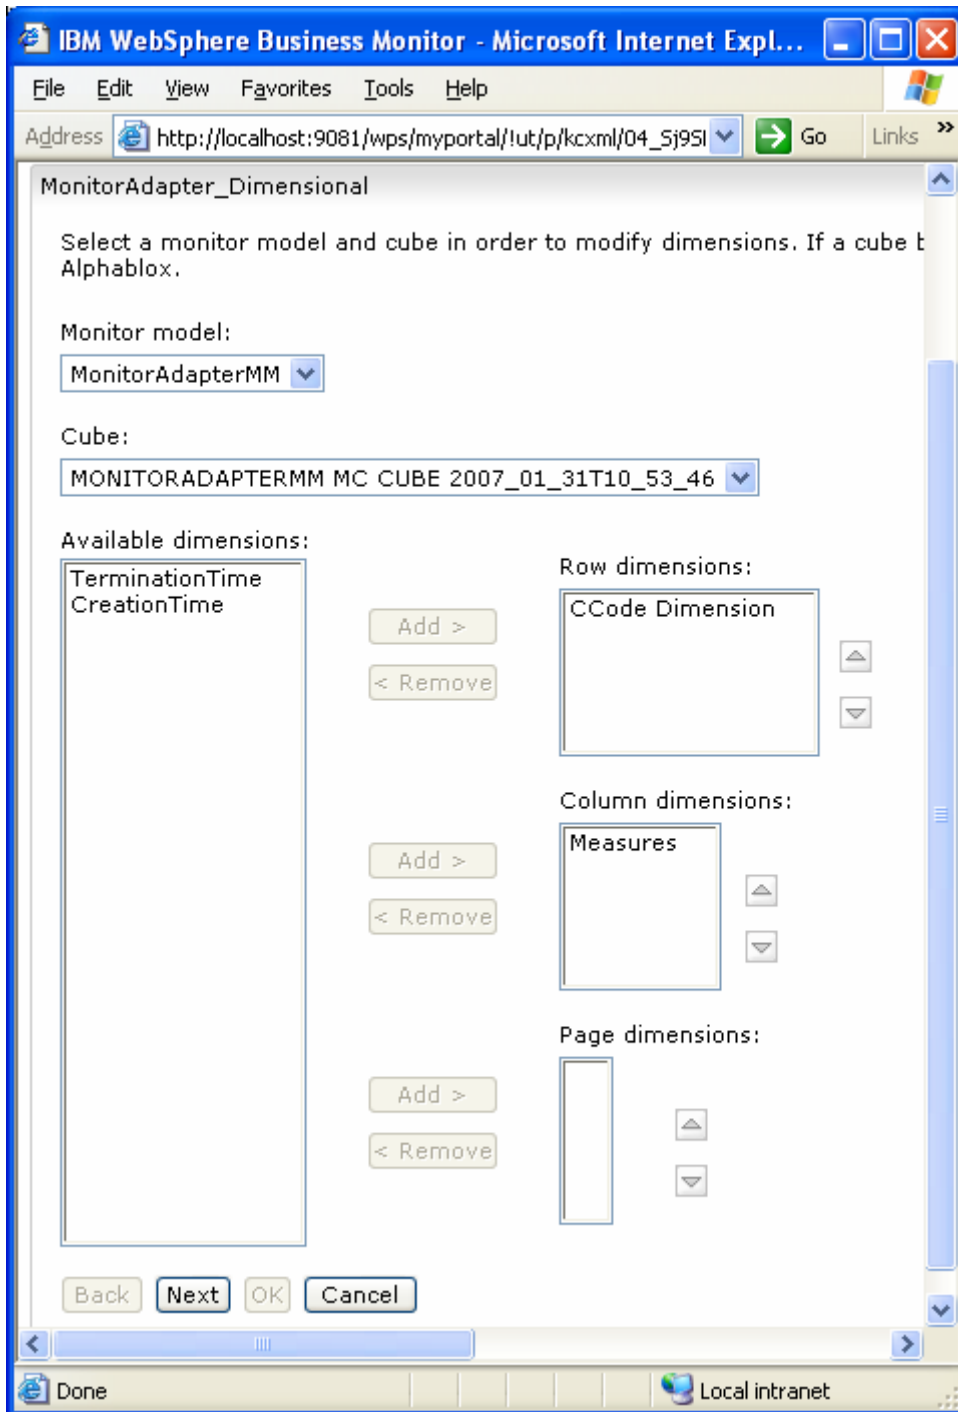 IBM WebSphere Business Monitor - Microsoft Internet Expl...
File Edit View Favorites Tools Help
Address http://localhost:9081/wps/myportal/!ut/p/kcxml/04_Sj9SI Go Links »
MonitorAdapter_Dimensional
Select a monitor model and cube in order to modify dimensions. If a cube b
Alphablox.
Monitor model:
MonitorAdapterMM
Cube:
MONITORADAPTERMM MC CUBE 2007_01_31T10_53_46
Available dimensions:
TerminationTime
CreationTime
Row dimensions:
CCode Dimension
Add >
< Remove
Column dimensions:
Measures
Add >
< Remove
Page dimensions:
Add >
< Remove
Back Next OK Cancel
Done Local intranet